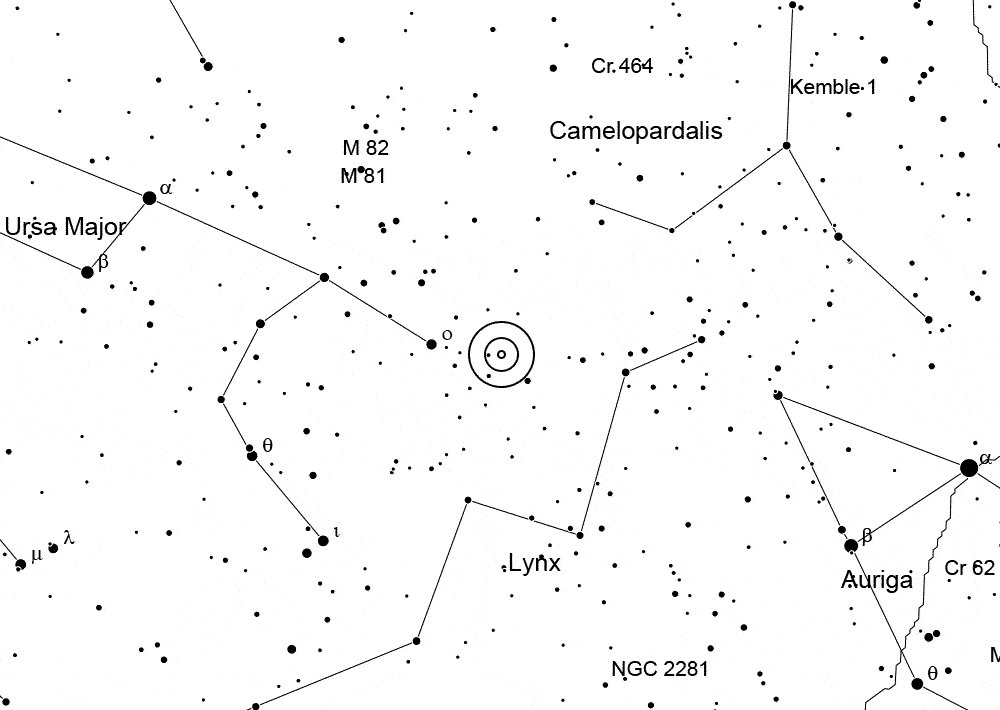 Cr 464
Kemble 1
Camelopardalis
M 82
M 81
α
Ursa Major
β
ο
θ
α
ι
β
λ
μ
Lynx
Cr 62
Auriga
M
NGC 2281
θ